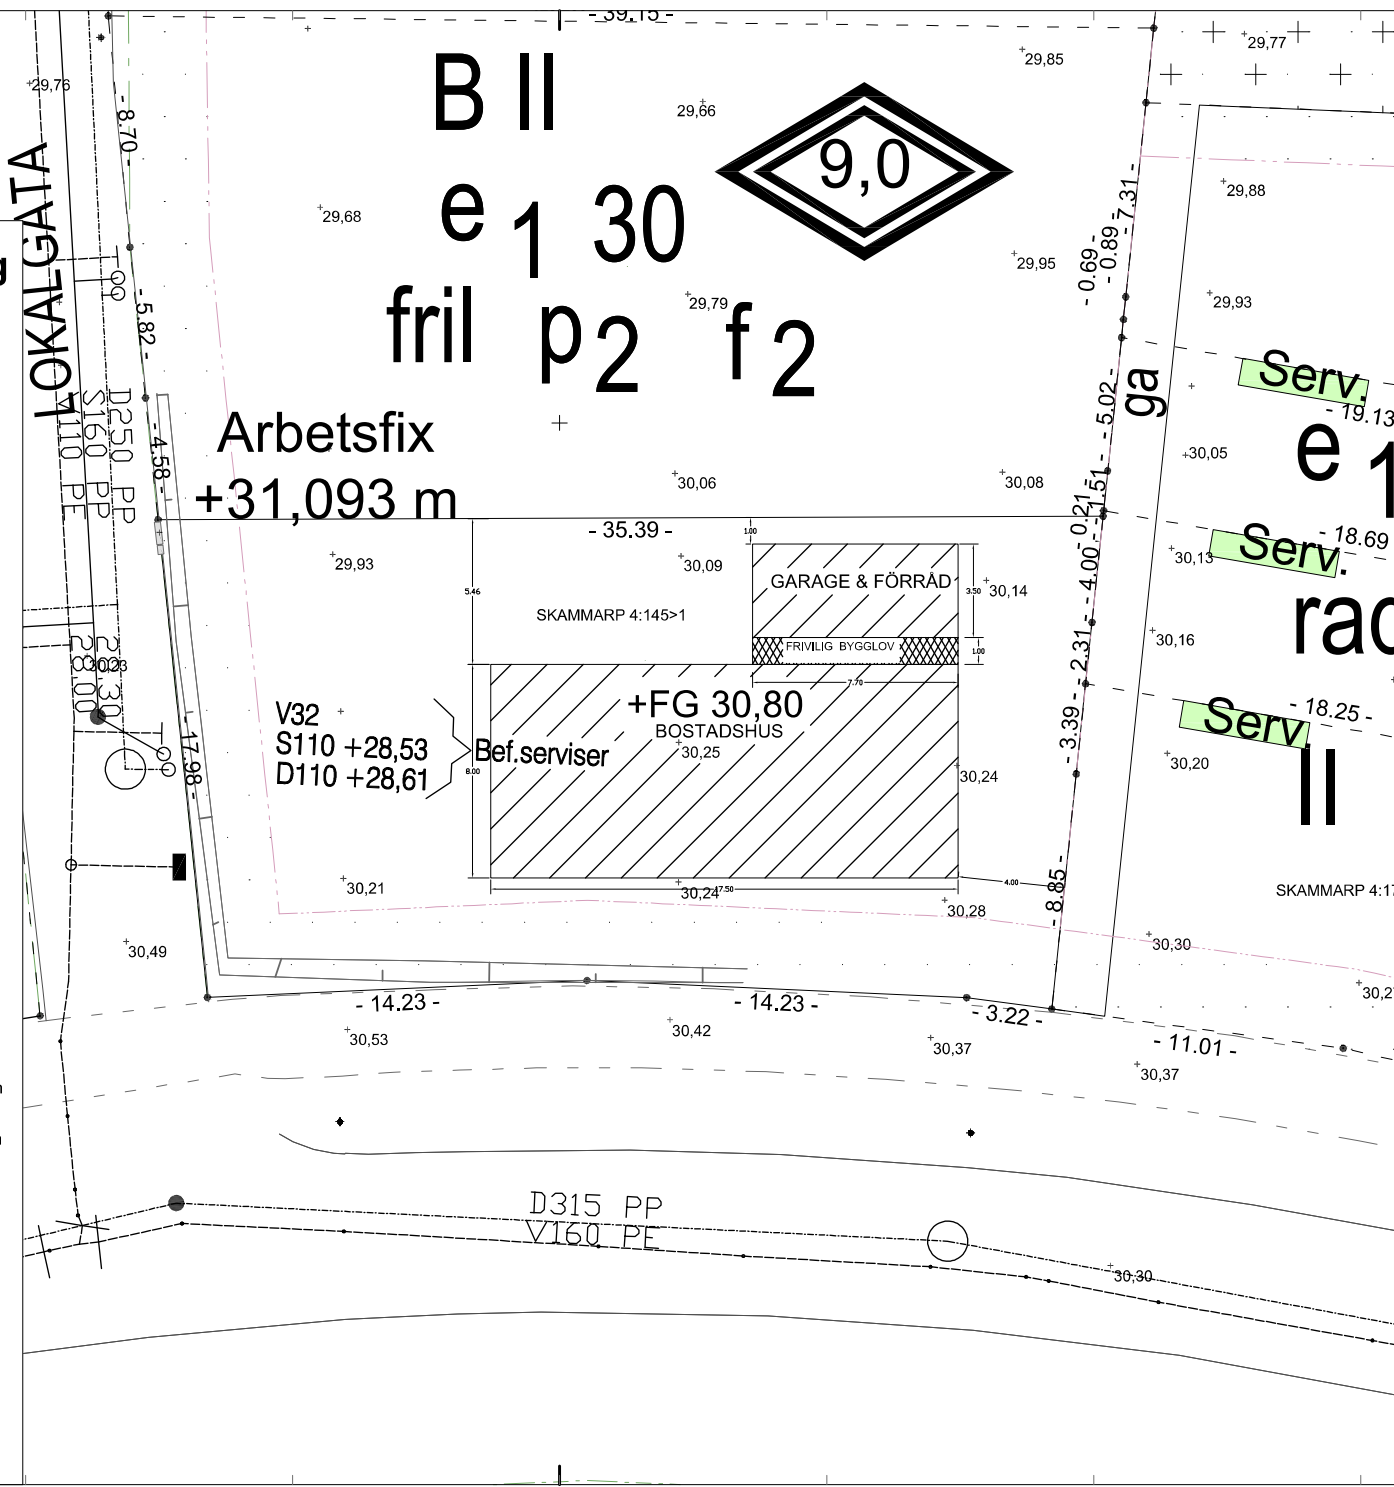 - 39.15 -
29,76
- 8.70 -
B II
29,66
29,85
29,77
9,0
e 1 30
29,68
29,88
- 7.31 -
- 0.89 -
- 0.69 -
29,95
29,93
LOKALGATA
- 5.82 -
29,79
fril p2 f2
ga
Serv.
- 19.13
- 5.02 -
e 1
D250 PP
S160 PP
V110 PE
- 4.58 -
Arbetsfix
+31,093 m
30,06
30,08
30,05
- 1.51 -
- 0.21 -
- 35.39 -
1.00
- 18.69
Serv.
29,93
30,09
30,14
30,13
- 4.00 -
5.46
GARAGE & FÖRRÅD
3.50
SKAMMARP 4:145>1
rad
30,16
FRIVILIG BYGGLOV
1.00
- 2.31 -
30,23
28.30
28.00
7.70
- 18.25 -
Serv.
+FG 30,80
BOSTADSHUS
- 3.39 -
V32
S110 +28,53
D110 +28,61
Bef.serviser
30,25
30,24
30,20
- 17.98 -
8.00
II
30,21
30,24
17.50
4.00
30,28
- 8.85 -
SKAMMARP 4:17
30,49
30,30
30,27
- 14.23 -
- 14.23 -
- 3.22 -
30,53
30,42
30,37
- 11.01 -
30,37
D315 PP
V160 PE
30,30